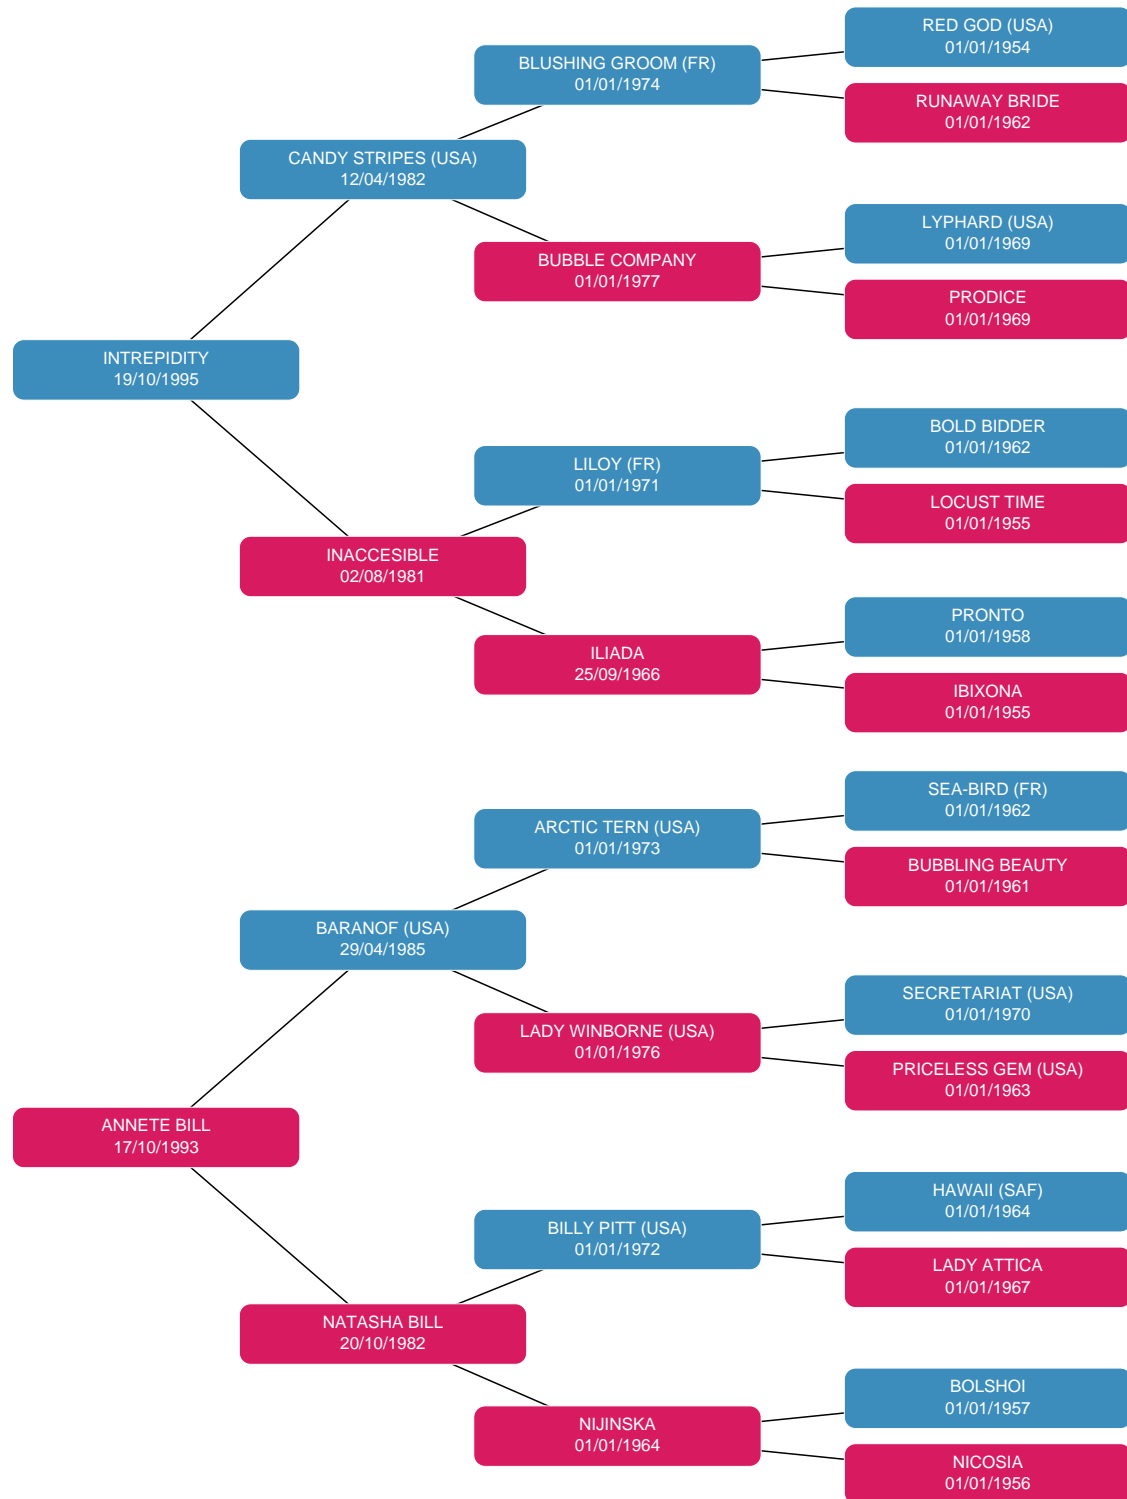 RED GOD (USA)
01/01/1954
BLUSHING GROOM (FR)
01/01/1974
RUNAWAY BRIDE
01/01/1962
CANDY STRIPES (USA)
12/04/1982
LYPHARD (USA)
01/01/1969
BUBBLE COMPANY
01/01/1977
PRODICE
01/01/1969
INTREPIDITY
19/10/1995
BOLD BIDDER
01/01/1962
LILOY (FR)
01/01/1971
LOCUST TIME
01/01/1955
INACCESIBLE
02/08/1981
PRONTO
01/01/1958
ILIADA
25/09/1966
IBIXONA
01/01/1955
SEA-BIRD (FR)
01/01/1962
ARCTIC TERN (USA)
01/01/1973
BUBBLING BEAUTY
01/01/1961
BARANOF (USA)
29/04/1985
SECRETARIAT (USA)
01/01/1970
LADY WINBORNE (USA)
01/01/1976
PRICELESS GEM (USA)
01/01/1963
ANNETE BILL
17/10/1993
HAWAII (SAF)
01/01/1964
BILLY PITT (USA)
01/01/1972
LADY ATTICA
01/01/1967
NATASHA BILL
20/10/1982
BOLSHOI
01/01/1957
NIJINSKA
01/01/1964
NICOSIA
01/01/1956